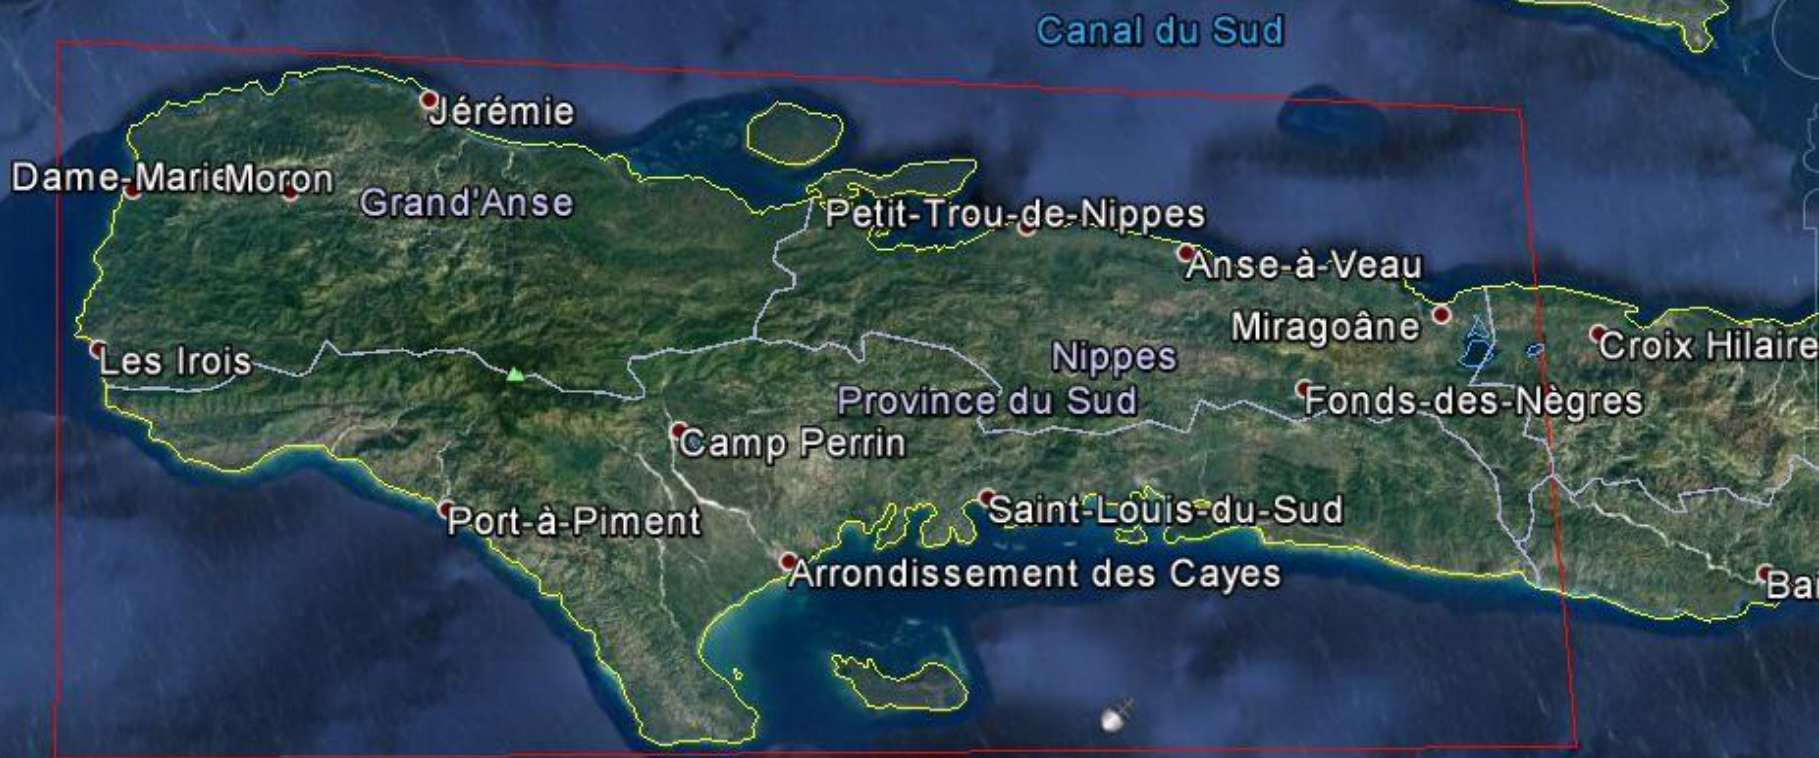 Canal du Sud
Jérémie
Dame-Marie
Moron
Grand'Anse
Petit-Trou-de-Nippes
Anse-à-Veau
Miragoâne
Croix Hilaire
Les Irois
Nippes
Province du Sud
Fonds-des-Nègres
Camp Perrin
Saint-Louis-du-Sud
Port-à-Piment
Arrondissement des Cayes
Bai